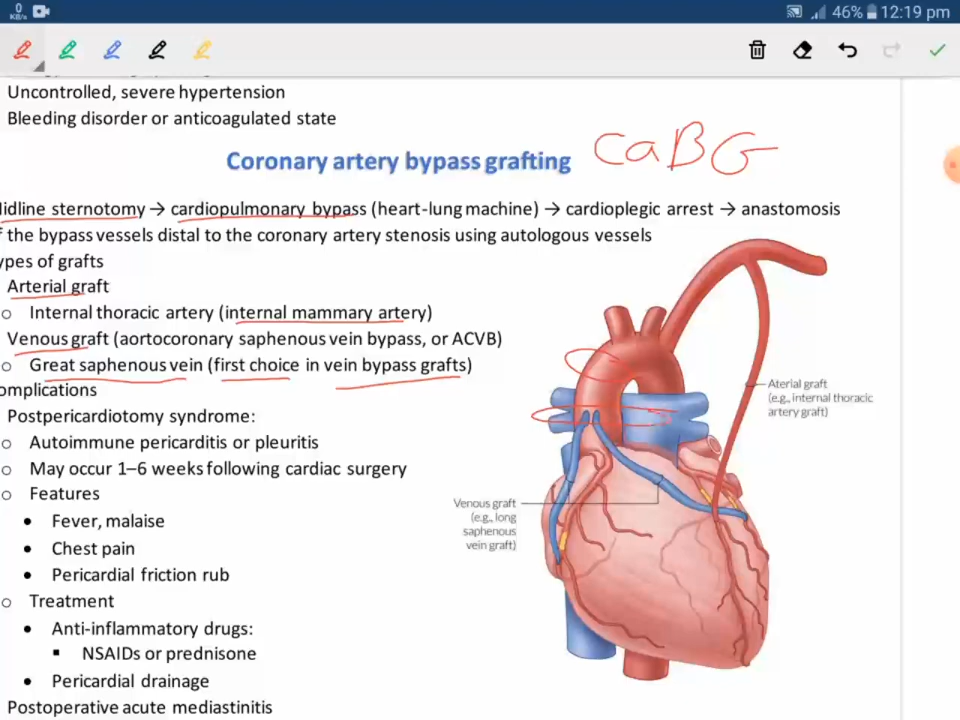 0
KB/s
46%
12:19 pm
Uncontrolled, severe hypertension
Bleeding disorder or anticoagulated state
Coronary artery bypass grafting
CaBG
idline sternotomy → cardiopulmonary bypass (heart-lung machine) → cardioplegic arrest → anastomosis
f the bypass vessels distal to the coronary artery stenosis using autologous vessels
ypes of grafts
Arterial graft
o Internal thoracic artery (internal mammary artery)
Venous graft (aortocoronary saphenous vein bypass, or ACVB)
o Great saphenous vein (first choice in vein bypass grafts)
omplications
Postpericardiotomy syndrome:
o Autoimmune pericarditis or pleuritis
o May occur 1–6 weeks following cardiac surgery
o Features
• Fever, malaise
• Chest pain
• Pericardial friction rub
o Treatment
• Anti-inflammatory drugs:
▪ NSAIDs or prednisone
• Pericardial drainage
Postoperative acute mediastinitis
Aterial graft
(e.g., internal thoracic
artery graft)
Venous graft
(e.g., long
saphenous
vein graft)